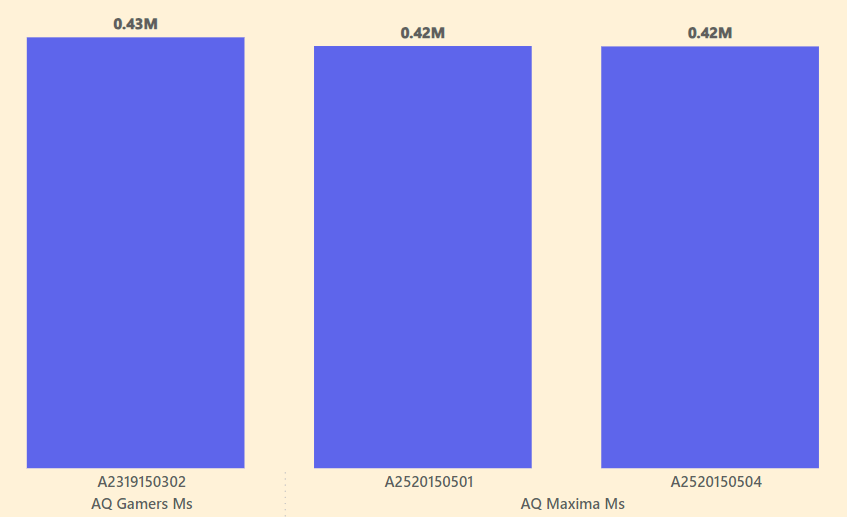 0.43M
0.42M
0.42M
A2319150302
A2520150501
A2520150504
AQ Gamers Ms
AQ Maxima Ms